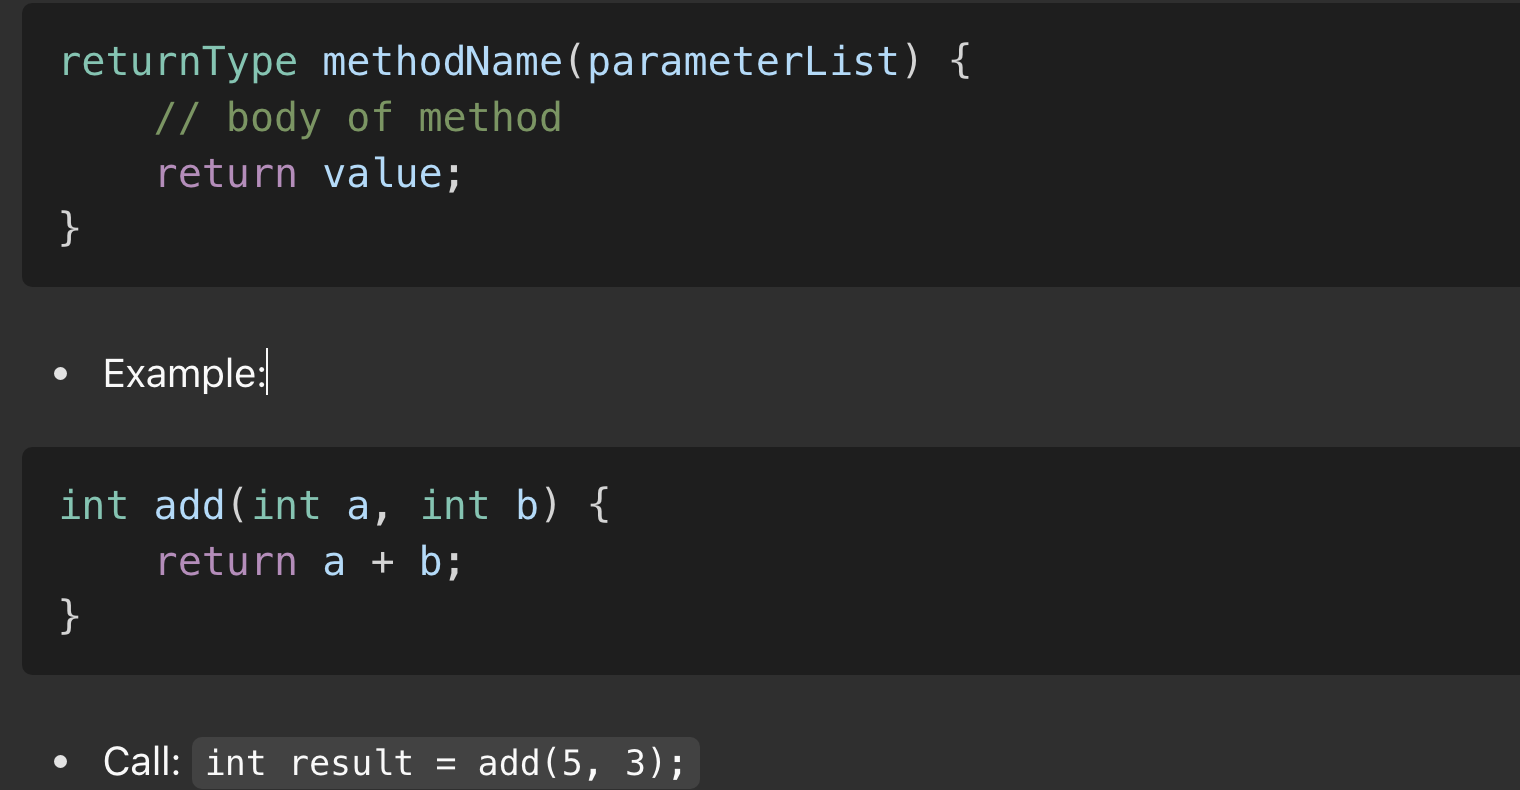 returnType methodName(parameterList) {
    // body of method
    return value;
}
• Example:
int add(int a, int b) {
    return a + b;
}
• Call: int result = add(5, 3);